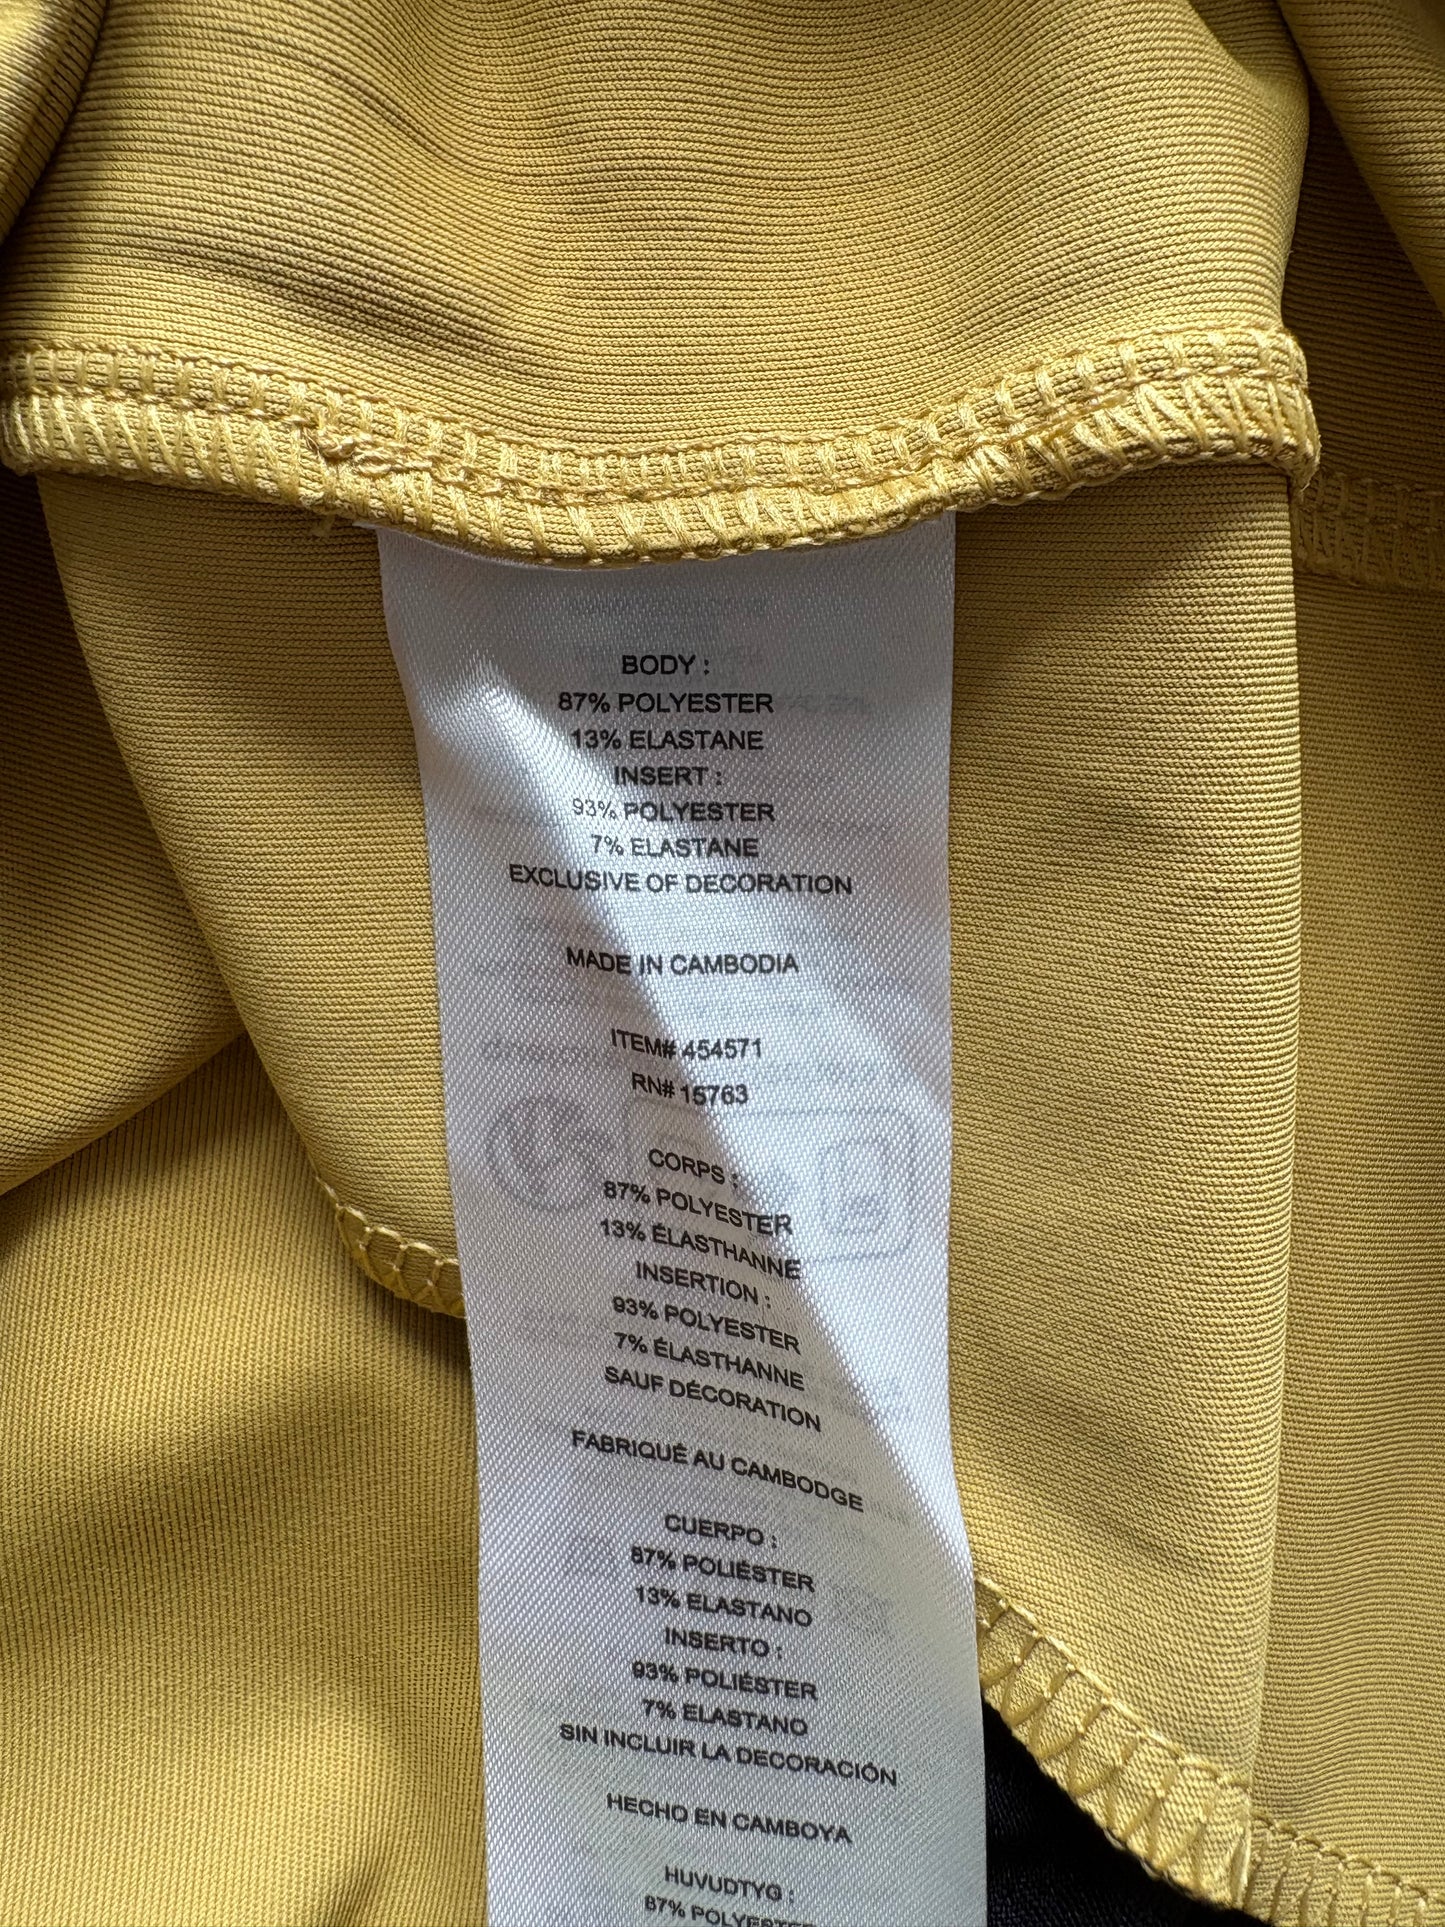 BODY :
87% POLYESTER
13% ELASTANE
INSERT :
93% POLYESTER
7% ELASTANE
EXCLUSIVE OF DECORATION
MADE IN CAMBODIA
ITEM# 454571
RN# 15763
CORPS :
87% POLYESTER
13% ÉLASTHANNE
INSERTION :
93% POLYESTER
7% ÉLASTHANNE
SAUF DÉCORATION
FABRIQUÉ AU CAMBODGE
CUERPO :
87% POLIÉSTER
13% ELASTANO
INSERTO :
93% POLIÉSTER
7% ELASTANO
SIN INCLUIR LA DECORACIÓN
HECHO EN CAMBOYA
HUVUDTYG :
87% POLYESTER